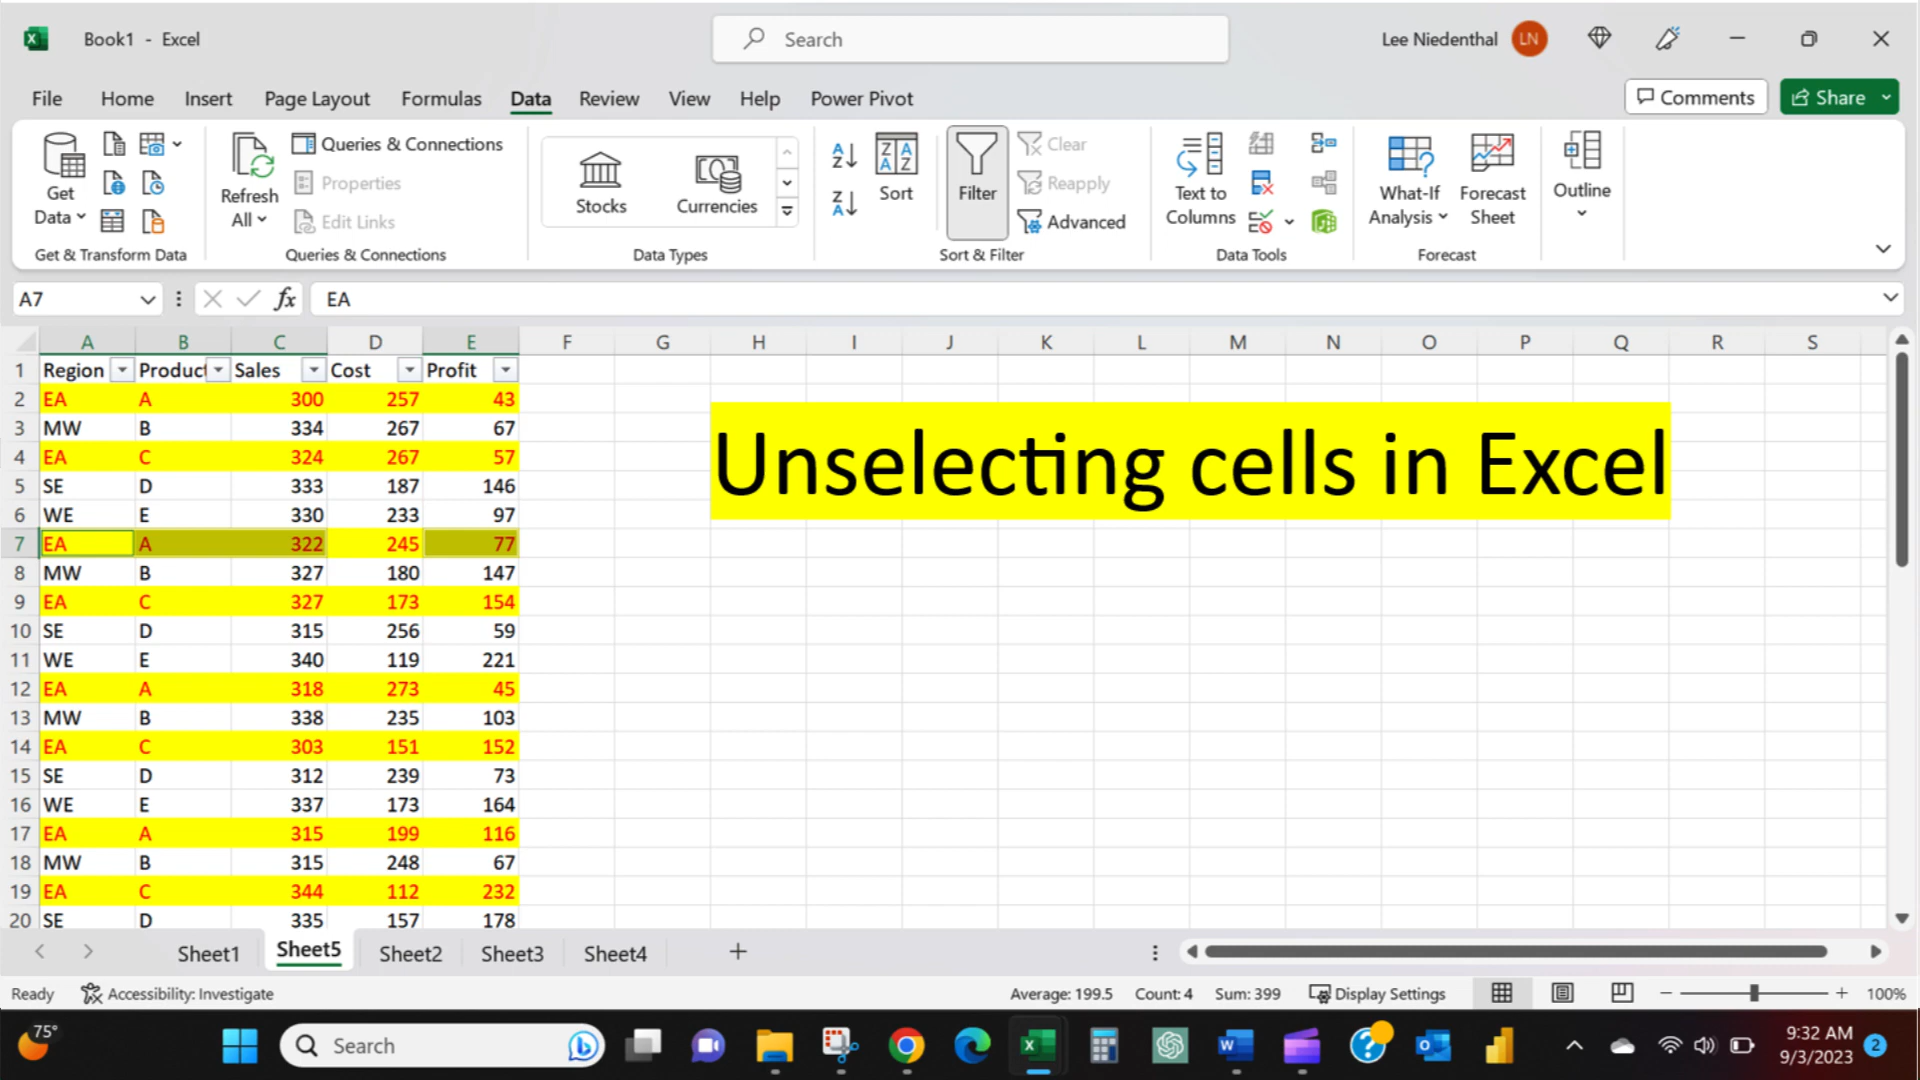 Book1 - Excel
Search
Lee Niedenthal LN
File Home Insert Page Layout Formulas Data Review View Help Power Pivot Comments Share
Get Data
Refresh All
Queries & Connections
Properties
Edit Links
Stocks Currencies
Sort
Filter
Clear
Reapply
Advanced
Text to Columns
What-If Analysis
Forecast Sheet
Outline
Get & Transform Data Queries & Connections Data Types Sort & Filter Data Tools Forecast
A7 fx EA
A B C D E F G H I J K L M N O P Q R S
1 Region Product Sales Cost Profit
2 EA A 300 257 43
3 MW B 334 267 67
4 EA C 324 267 57
5 SE D 333 187 146
6 WE E 330 233 97
7 EA A 322 245 77
8 MW B 327 180 147
9 EA C 327 173 154
10 SE D 315 256 59
11 WE E 340 119 221
12 EA A 318 273 45
13 MW B 338 235 103
14 EA C 303 151 152
15 SE D 312 239 73
16 WE E 337 173 164
17 EA A 315 199 116
18 MW B 315 248 67
19 EA C 344 112 232
20 SE D 335 157 178
Unselecting cells in Excel
Sheet1 Sheet5 Sheet2 Sheet3 Sheet4
Ready Accessibility: Investigate Average: 199.5 Count: 4 Sum: 399 Display Settings 100%
75°
Search
9:32 AM
9/3/2023
2